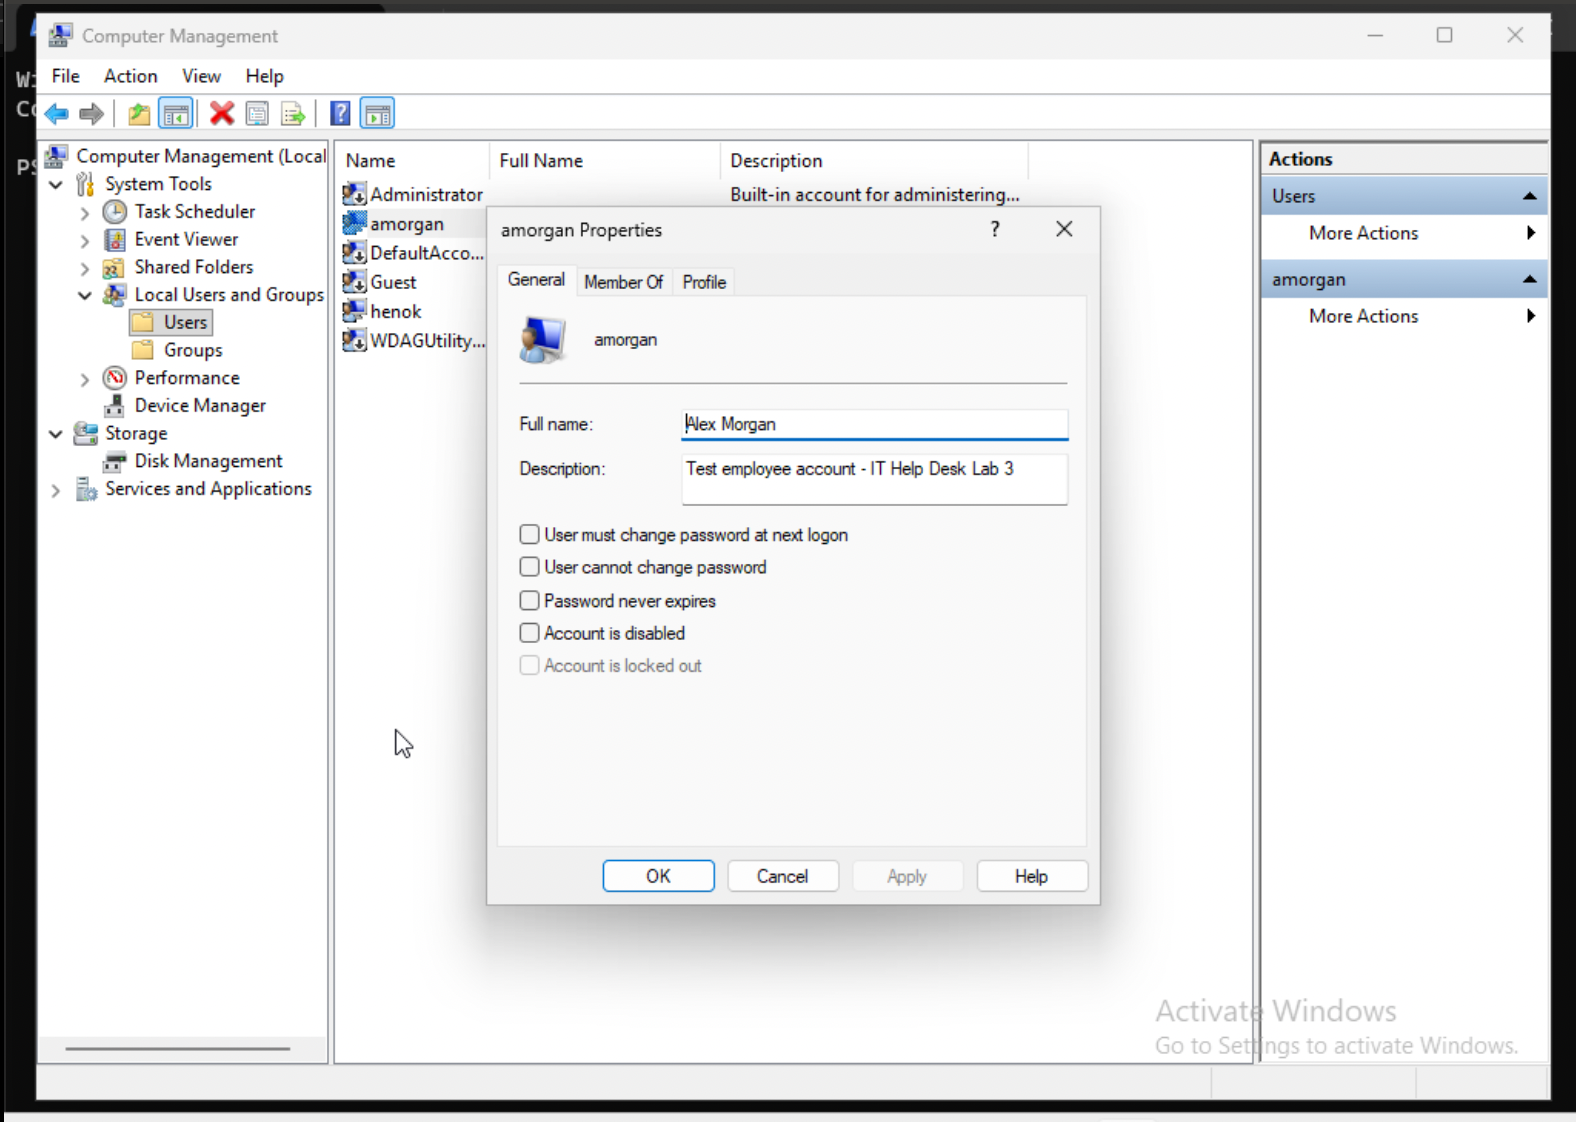 Computer Management
File Action View Help
Computer Management (Local
System Tools
Task Scheduler
Event Viewer
Shared Folders
Local Users and Groups
Users
Groups
Performance
Device Manager
Storage
Disk Management
Services and Applications
Name Full Name Description
Administrator Built-in account for administering...
amorgan
DefaultAcco...
Guest
henok
WDAGUtility...
amorgan Properties
?
General Member Of Profile
amorgan
Full name: Alex Morgan
Description: Test employee account - IT Help Desk Lab 3
User must change password at next logon
User cannot change password
Password never expires
Account is disabled
Account is locked out
OK Cancel Apply Help
Actions
Users
More Actions
amorgan
More Actions
Activate Windows
Go to Settings to activate Windows.